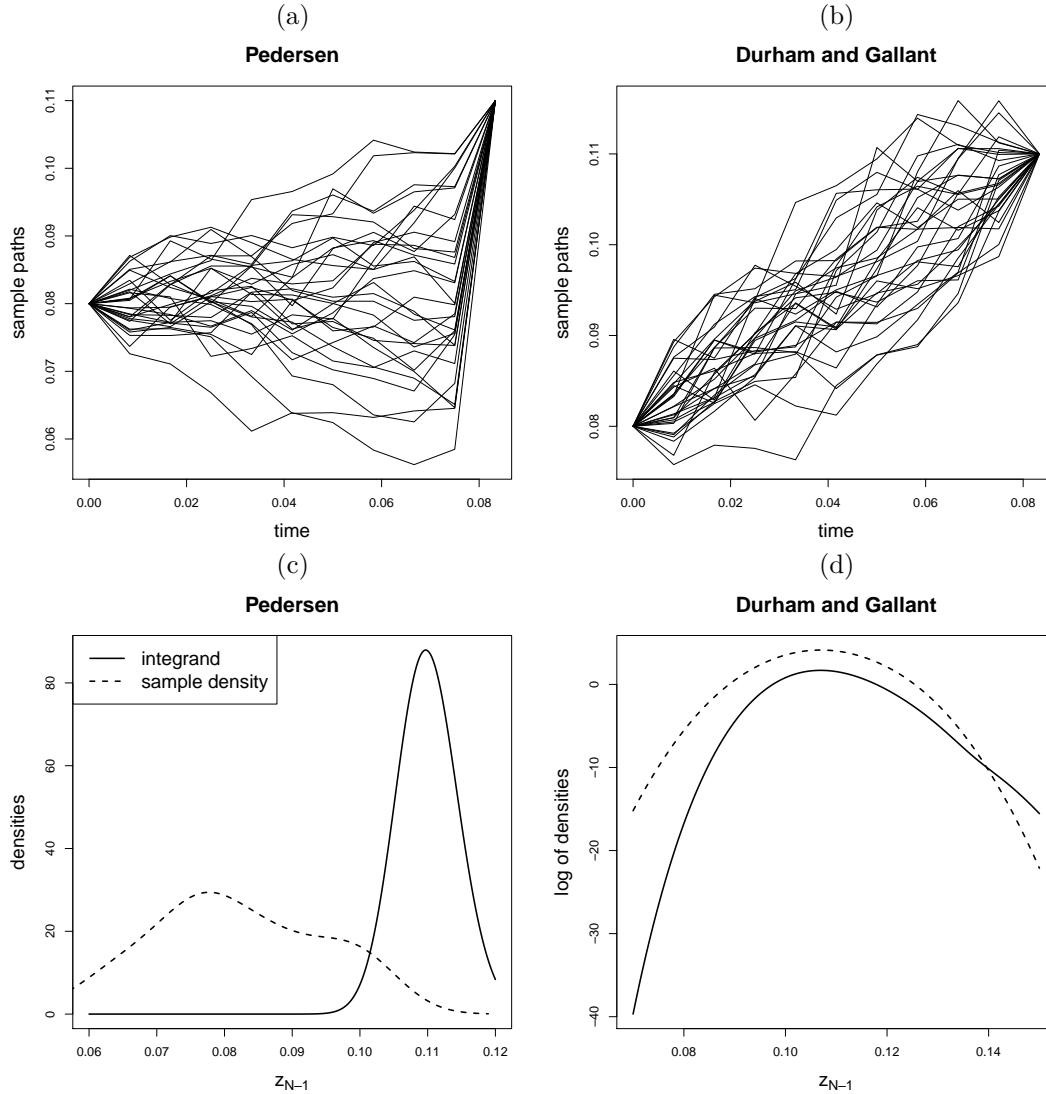 (a)
Pedersen
sample paths
0.06 0.07 0.08 0.09 0.10 0.11
0.00 0.02 0.04 0.06 0.08
time
(b)
Durham and Gallant
sample paths
0.08 0.09 0.10 0.11
0.00 0.02 0.04 0.06 0.08
time
(c)
Pedersen
integrand
sample density
densities
0 20 40 60 80
0.06 0.07 0.08 0.09 0.10 0.11 0.12
z_N–1
(d)
Durham and Gallant
log of densities
−40 −30 −20 −10 0
0.08 0.10 0.12 0.14
z_N–1